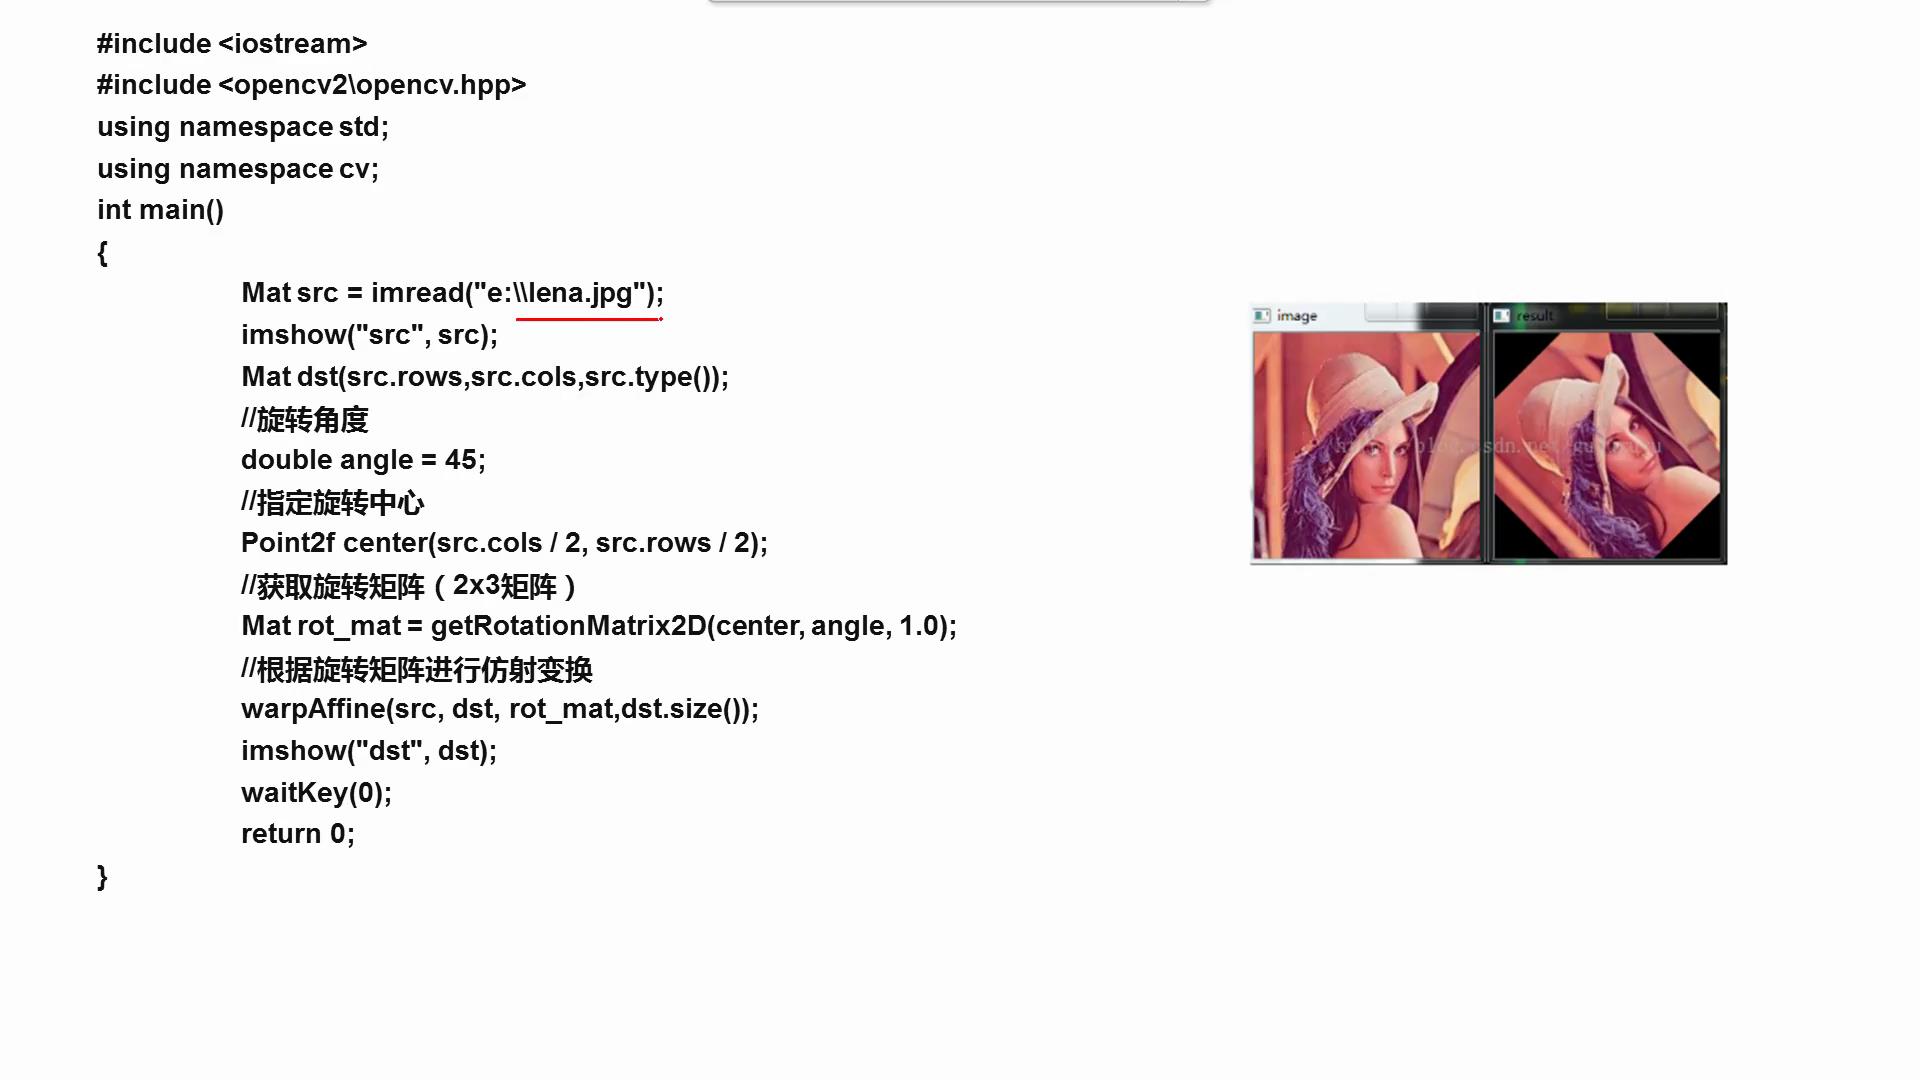 #include <iostream>
#include <opencv2\opencv.hpp>
using namespace std;
using namespace cv;
int main()
{
Mat src = imread("e:\\lena.jpg");
imshow("src", src);
Mat dst(src.rows,src.cols,src.type());
//旋转角度
double angle = 45;
//指定旋转中心
Point2f center(src.cols / 2, src.rows / 2);
//获取旋转矩阵（2x3矩阵）
Mat rot_mat = getRotationMatrix2D(center, angle, 1.0);
//根据旋转矩阵进行仿射变换
warpAffine(src, dst, rot_mat,dst.size());
imshow("dst", dst);
waitKey(0);
return 0;
}
image
result